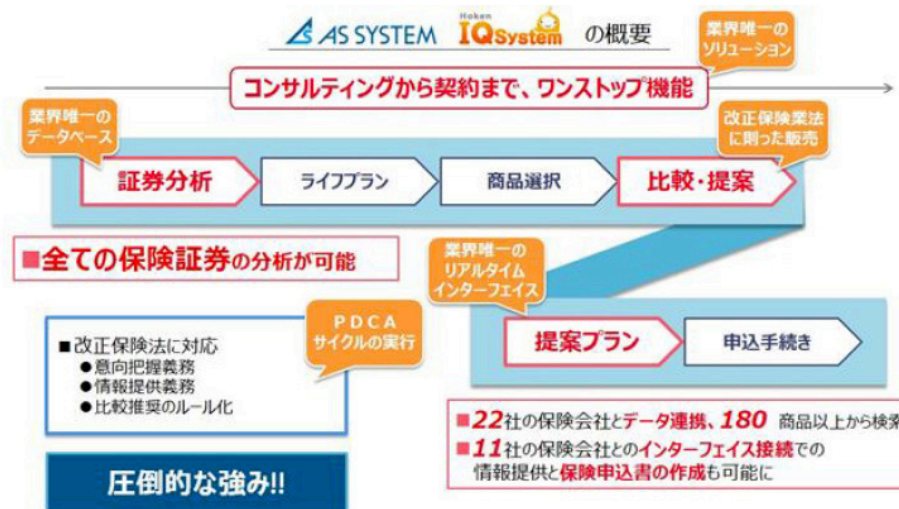 AS SYSTEM Hoken IQSystem の概要
業界唯一の
ソリューション
コンサルティングから契約まで、ワンストップ機能
業界唯一の
データベース
改正保険業法
に則った販売
証券分析
ライフプラン
商品選択
比較・提案
■全ての保険証券の分析が可能
業界唯一の
リアルタイム
インターフェイス
PDCA
サイクルの実行
■改正保険法に対応
●意向把握義務
●情報提供義務
●比較推奨のルール化
提案プラン
申込手続き
■22社の保険会社とデータ連携、180 商品以上から検索
■11社の保険会社とのインターフェイス接続での
情報提供と保険申込書の作成も可能に
圧倒的な強み!!